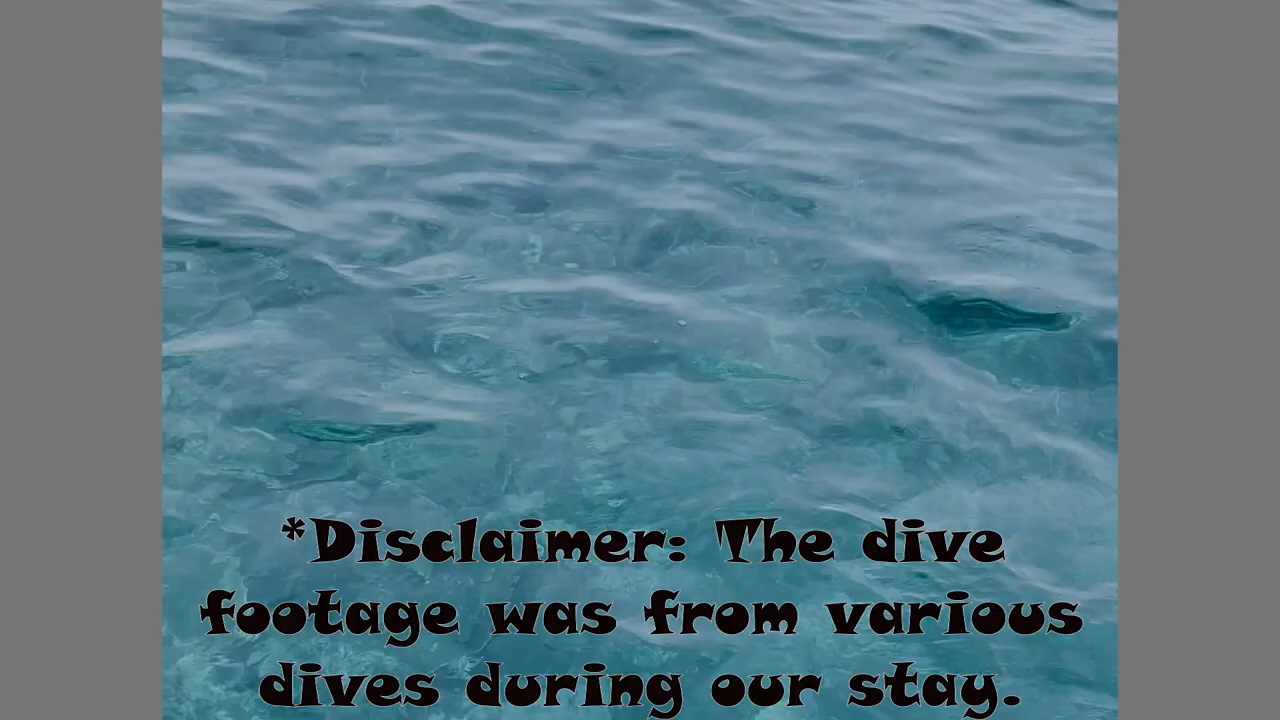 *Disclaimer: The dive
footage was from various
dives during our stay.